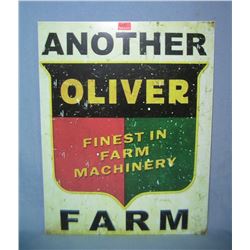 ANOTHER
OLIVER
FINEST IN
FARM
MACHINERY
FARM